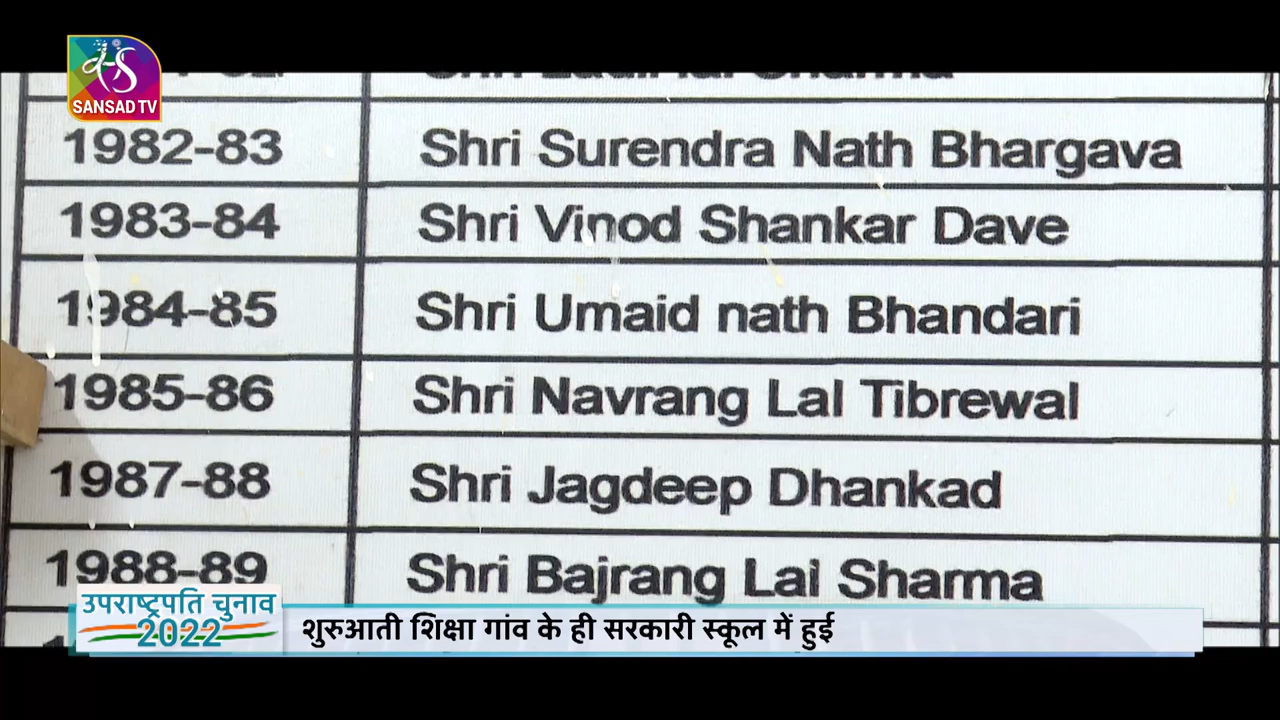 SANSAD TV
1982-83 Shri Surendra Nath Bhargava
1983-84 Shri Vinod Shankar Dave
1984-85 Shri Umaid nath Bhandari
1985-86 Shri Navrang Lal Tibrewal
1987-88 Shri Jagdeep Dhankad
1988-89 Shri Bajrang Lal Sharma
उपराष्ट्रपति चुनाव
2022
शुरुआती शिक्षा गांव के ही सरकारी स्कूल में हुई